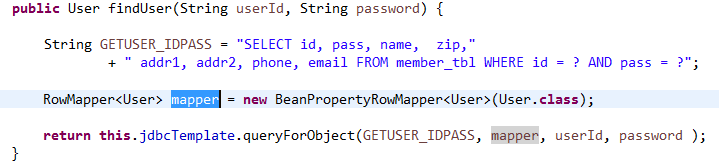 public User findUser(String userId, String password) {
String GETUSER_IDPASS = "SELECT id, pass, name,  zip,"
+ " addr1, addr2, phone, email FROM member_tbl WHERE id = ? AND pass = ?";
RowMapper<User> mapper = new BeanPropertyRowMapper<User>(User.class);
return this.jdbcTemplate.queryForObject(GETUSER_IDPASS, mapper, userId, password );
}